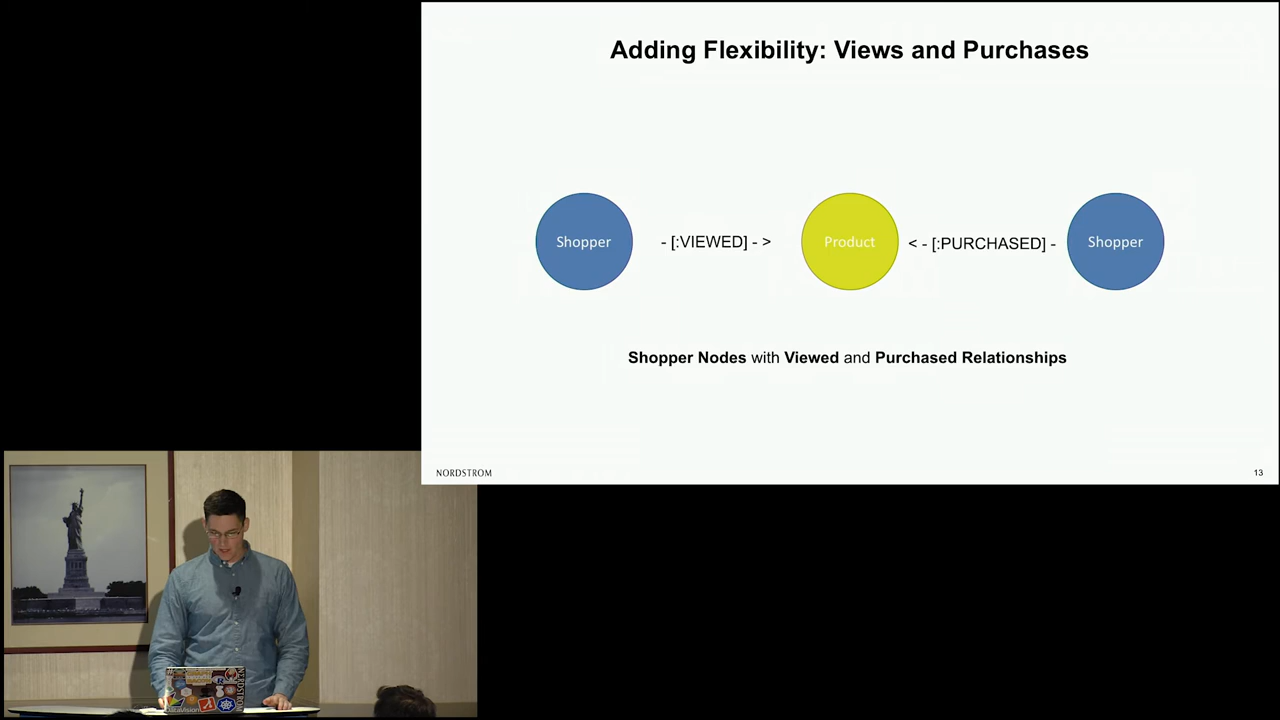 Adding Flexibility: Views and Purchases
Shopper
- [:VIEWED] - >
Product
< - [:PURCHASED] -
Shopper
Shopper Nodes with Viewed and Purchased Relationships
NORDSTROM
13
NORDSTROM